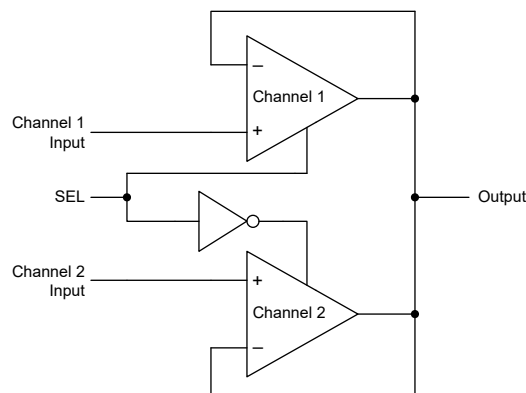 −
Channel 1
+
Channel 1
Input
SEL
Output
Channel 2
Input
+
Channel 2
−